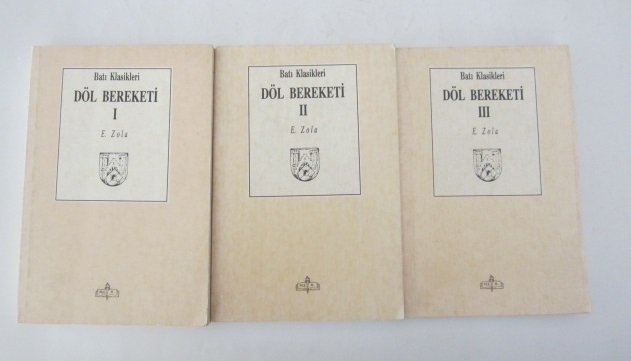 Batı Klasikleri
DÖL BEREKETİ
I
E. Zola
Batı Klasikleri
DÖL BEREKETİ
II
E. Zola
Batı Klasikleri
DÖL BEREKETİ
III
E. Zola